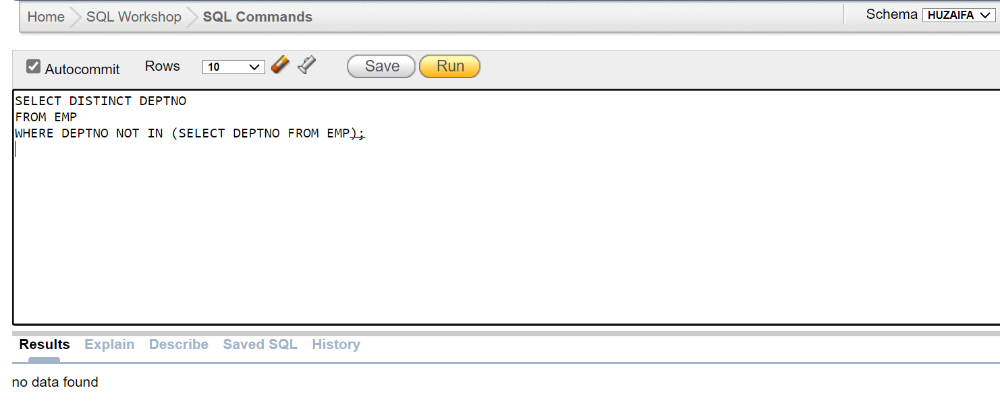 Home SQL Workshop SQL Commands Schema HUZAIFA
Autocommit Rows 10 Save Run
SELECT DISTINCT DEPTNO
FROM EMP
WHERE DEPTNO NOT IN (SELECT DEPTNO FROM EMP);
Results Explain Describe Saved SQL History
no data found